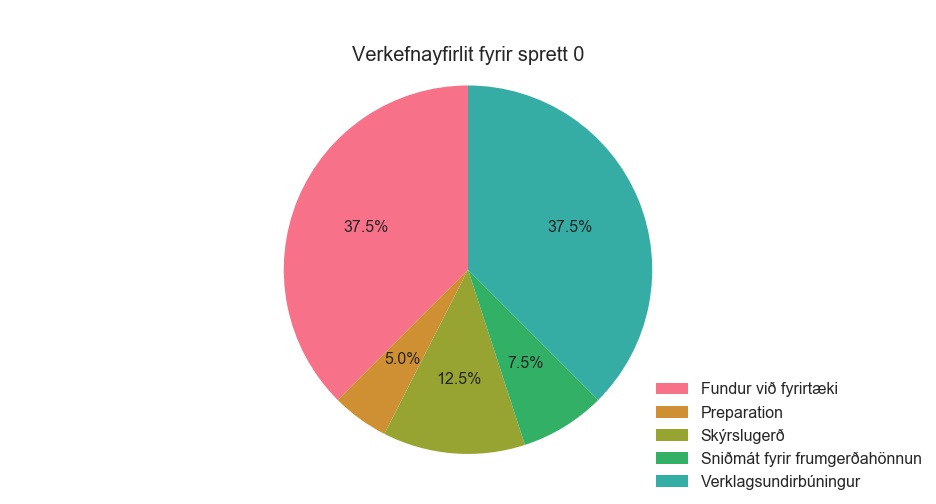 Verkefnayfirlit fyrir sprett 0
37.5%
37.5%
5.0%
12.5%
7.5%
Fundur við fyrirtæki
Preparation
Skýrslugerð
Sniðmát fyrir frumgerðahönnun
Verklagsundirbúningur